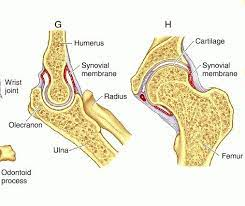 G
H
Humerus
Cartilage
Synovial
membrane
Synovial
membrane
Wrist
joint
Radius
Olecranon
Ulna
Femur
Odontoid
process